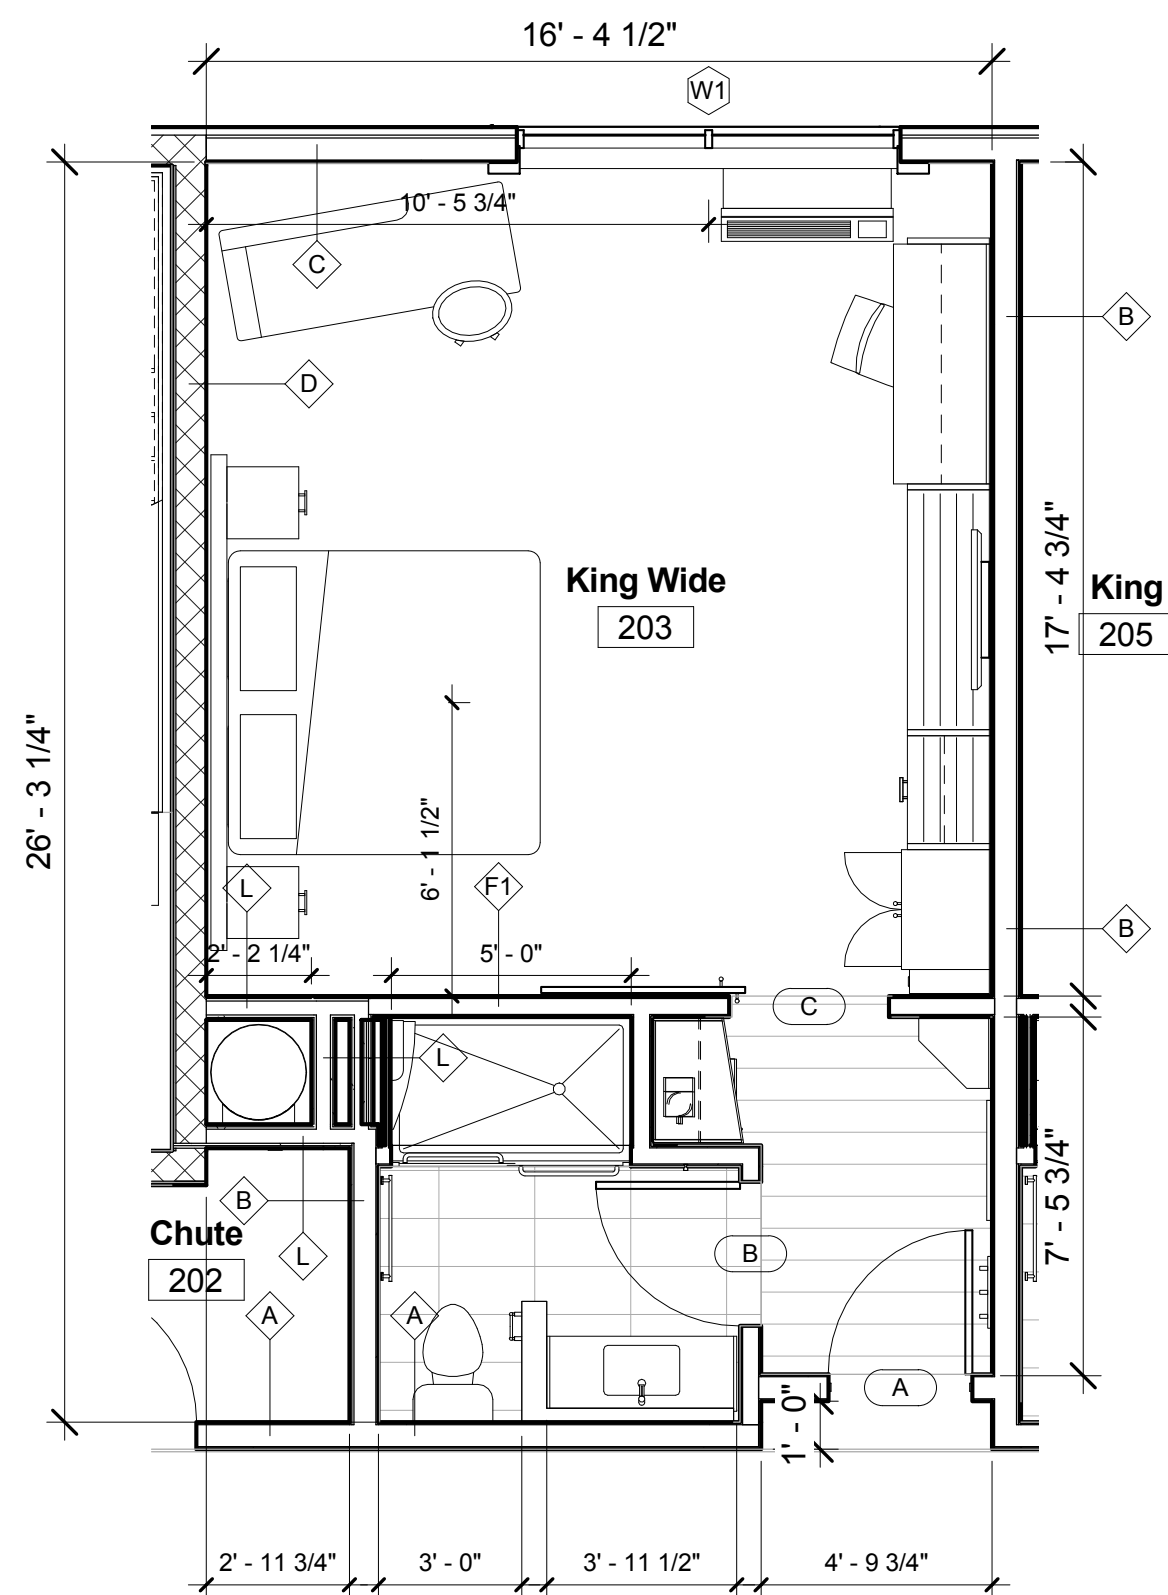 16' - 4 1/2"
W1
10' - 5 3/4"
C
B
D
17' - 4 3/4"
King Wide
King
203
205
26' - 3 1/4"
6' - 1 1/2"
L
F1
B
2' - 2 1/4"
5' - 0"
C
L
7' - 5 3/4"
B
Chute
L
B
202
A
A
A
1' - 0"
2' - 11 3/4"
3' - 0"
3' - 11 1/2"
4' - 9 3/4"